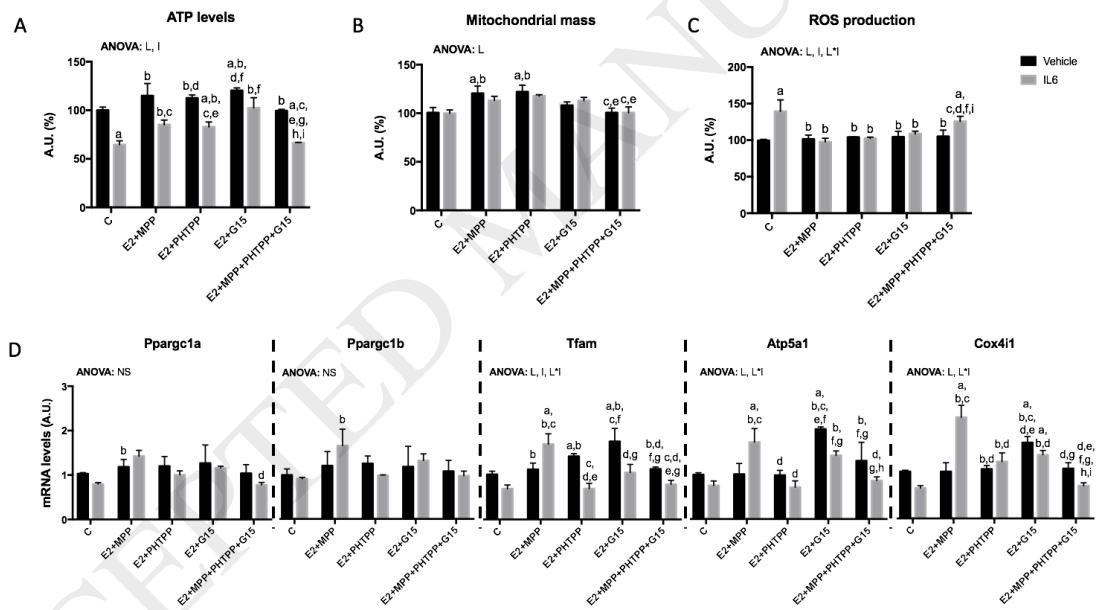 A
ATP levels
ANOVA: L, I
A.U. (%)
150
100
50
0
a
b
b,c
b,d
a,b,
c,e
a,b,
d,f
b,f
b
a,c,
e,g,
h,i
C
E2+MPP
E2+PHTPP
E2+G15
E2+MPP+PHTPP+G15
B
Mitochondrial mass
ANOVA: L
A.U. (%)
150
100
50
0
a,b
a,b
c,e c,e
C
E2+MPP
E2+PHTPP
E2+G15
E2+MPP+PHTPP+G15
C
ROS production
ANOVA: L, I, L*I
A.U. (%)
200
150
100
50
0
a
b b
b b
b b
b
a,
c,d,f,i
C
E2+MPP
E2+PHTPP
E2+G15
E2+MPP+PHTPP+G15
Vehicle
IL6
D
mRNA levels (A.U.)
3
2
1
0
Ppargc1a
ANOVA: NS
b
d
C
E2+MPP
E2+PHTPP
E2+G15
E2+MPP+PHTPP+G15
Ppargc1b
ANOVA: NS
b
C
E2+MPP
E2+PHTPP
E2+G15
E2+MPP+PHTPP+G15
Tfam
ANOVA: L, I, L*I
b
a,
b,c
a,b
c,
d,e
a,b,
c,f
d,g
b,d,
f,g
c,d,
e,g
C
E2+MPP
E2+PHTPP
E2+G15
E2+MPP+PHTPP+G15
Atp5a1
ANOVA: L, L*I
a,
b,c
d
d
a,
b,c,
e,f
b,
f,g
b,
f,g
d,
g,h
C
E2+MPP
E2+PHTPP
E2+G15
E2+MPP+PHTPP+G15
Cox4i1
ANOVA: L, L*I
a,
b,c
b,d
b,d
a,
b,c,
d,e
a,b,
d
d,g
d,e,
f,g,
h,i
C
E2+MPP
E2+PHTPP
E2+G15
E2+MPP+PHTPP+G15
CEPTED MANU